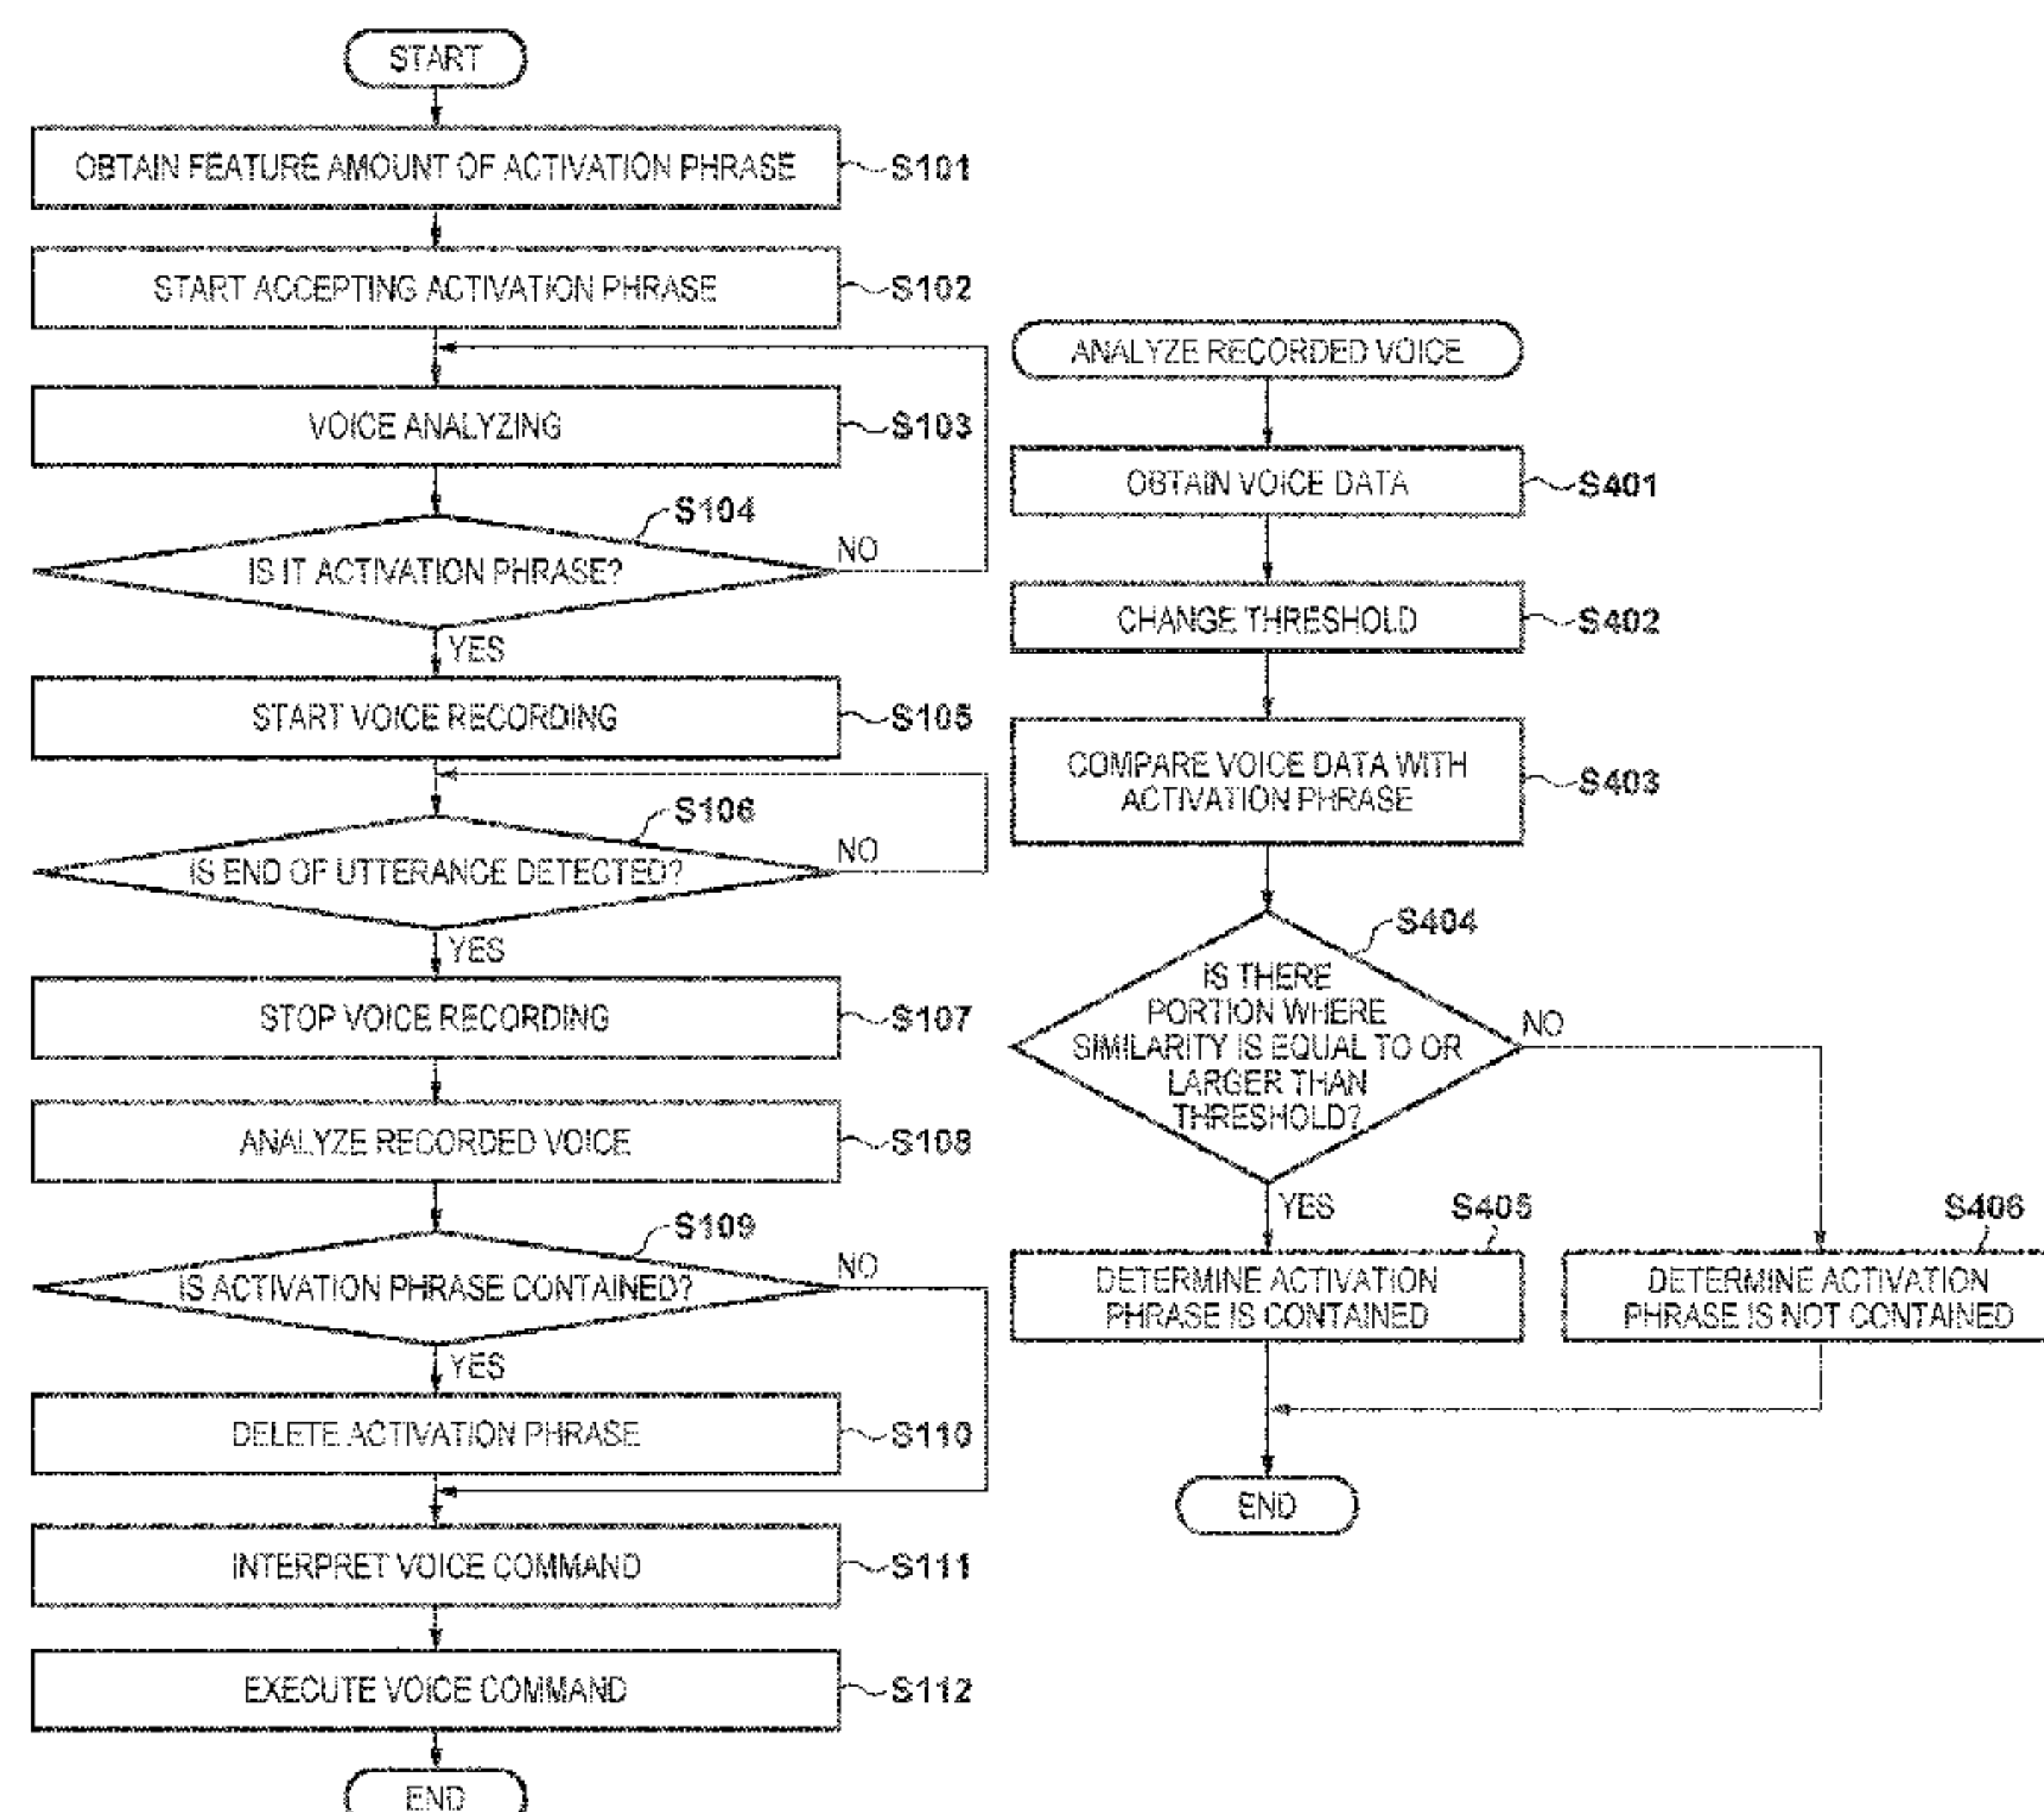 START
OBTAIN FEATURE AMOUNT OF ACTIVATION PHRASE
S101
START ACCEPTING ACTIVATION PHRASE
S102
VOICE ANALYZING
S103
S104
IS IT ACTIVATION PHRASE?
NO
YES
START VOICE RECORDING
S105
S106
IS END OF UTTERANCE DETECTED?
NO
YES
STOP VOICE RECORDING
S107
ANALYZE RECORDED VOICE
S108
S109
IS ACTIVATION PHRASE CONTAINED?
NO
YES
DELETE ACTIVATION PHRASE
S110
INTERPRET VOICE COMMAND
S111
EXECUTE VOICE COMMAND
S112
END
ANALYZE RECORDED VOICE
OBTAIN VOICE DATA
S401
CHANGE THRESHOLD
S402
COMPARE VOICE DATA WITH
ACTIVATION PHRASE
S403
S404
IS THERE
PORTION WHERE
SIMILARITY IS EQUAL TO OR
LARGER THAN
THRESHOLD?
NO
YES
S405
DETERMINE ACTIVATION
PHRASE IS CONTAINED
S406
DETERMINE ACTIVATION
PHRASE IS NOT CONTAINED
END